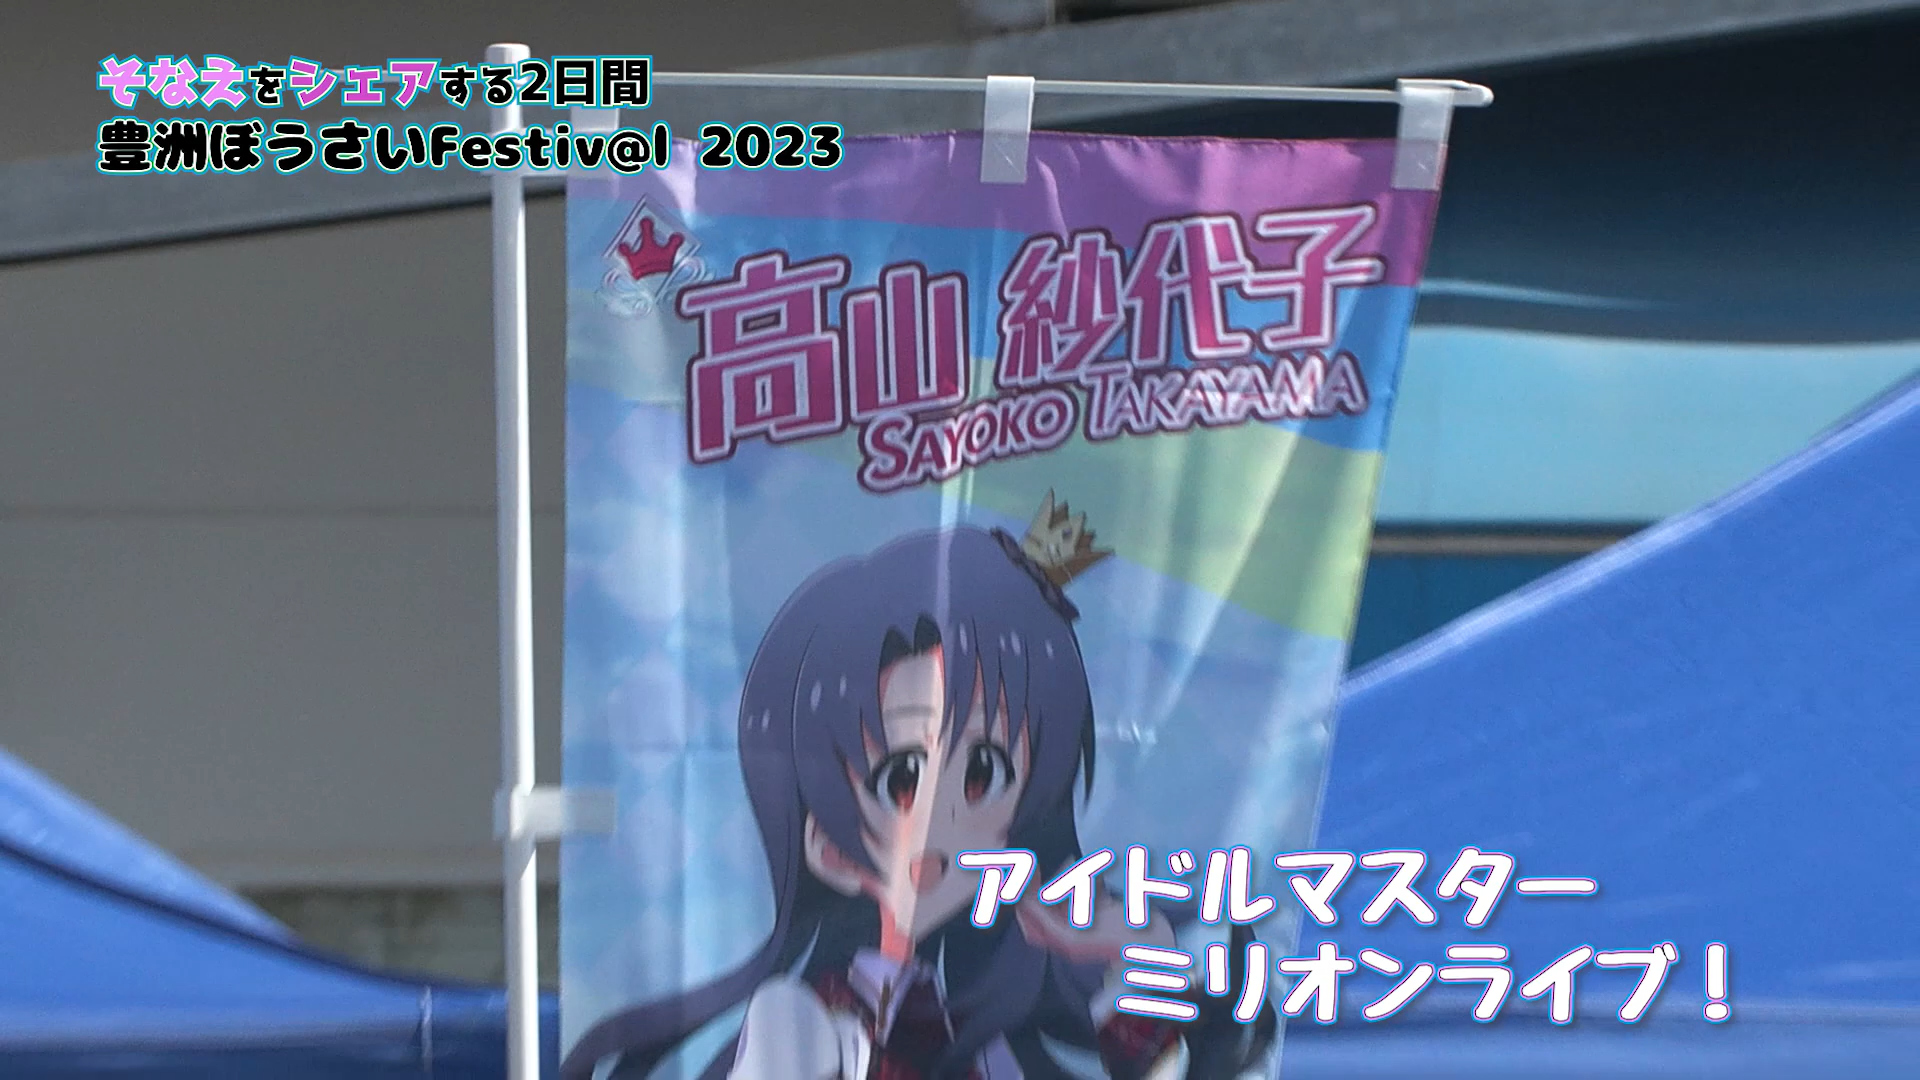 そなえをシェアする2日間
豊洲ぼうさいFestiv@l 2023
高山 紗代子
SAYOKO TAKAYAMA
アイドルマスター
ミリオンライブ!